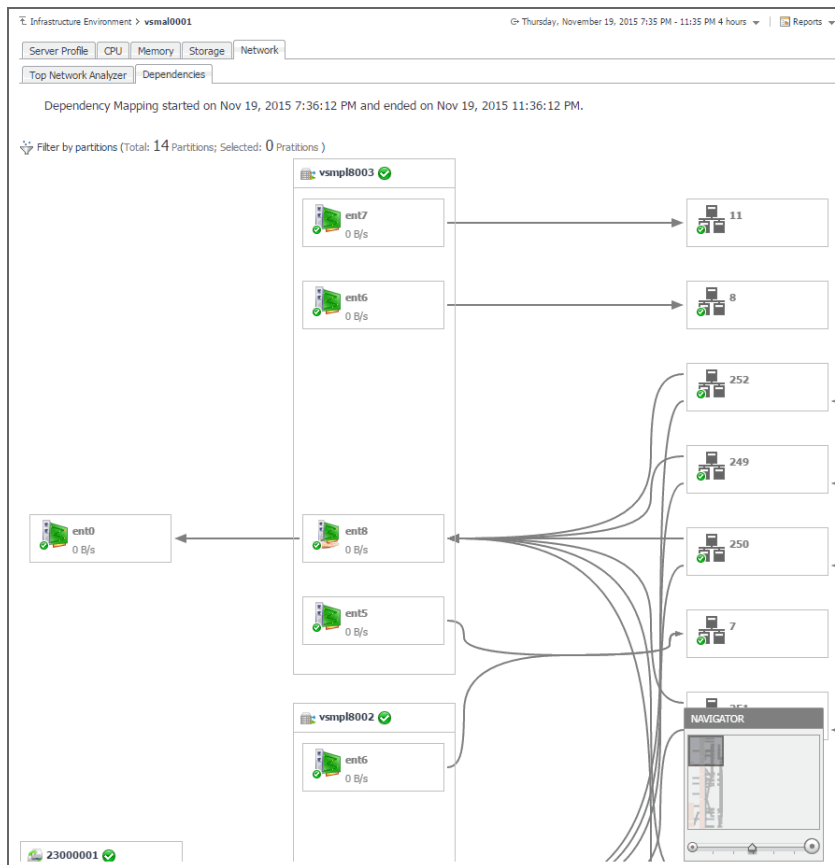 Infrastructure Environment > vsmal0001
Thursday, November 19, 2015 7:35 PM - 11:35 PM 4 hours
Reports
Server Profile CPU Memory Storage Network
Top Network Analyzer Dependencies
Dependency Mapping started on Nov 19, 2015 7:36:12 PM and ended on Nov 19, 2015 11:36:12 PM.
Filter by partitions (Total: 14 Partitions; Selected: 0 Pratitions )
vsmpl8003
ent7
0 B/s
11
ent6
0 B/s
8
252
249
ent0
0 B/s
ent8
0 B/s
250
ent5
0 B/s
7
vsmpl8002
251
NAVIGATOR
ent6
0 B/s
23000001